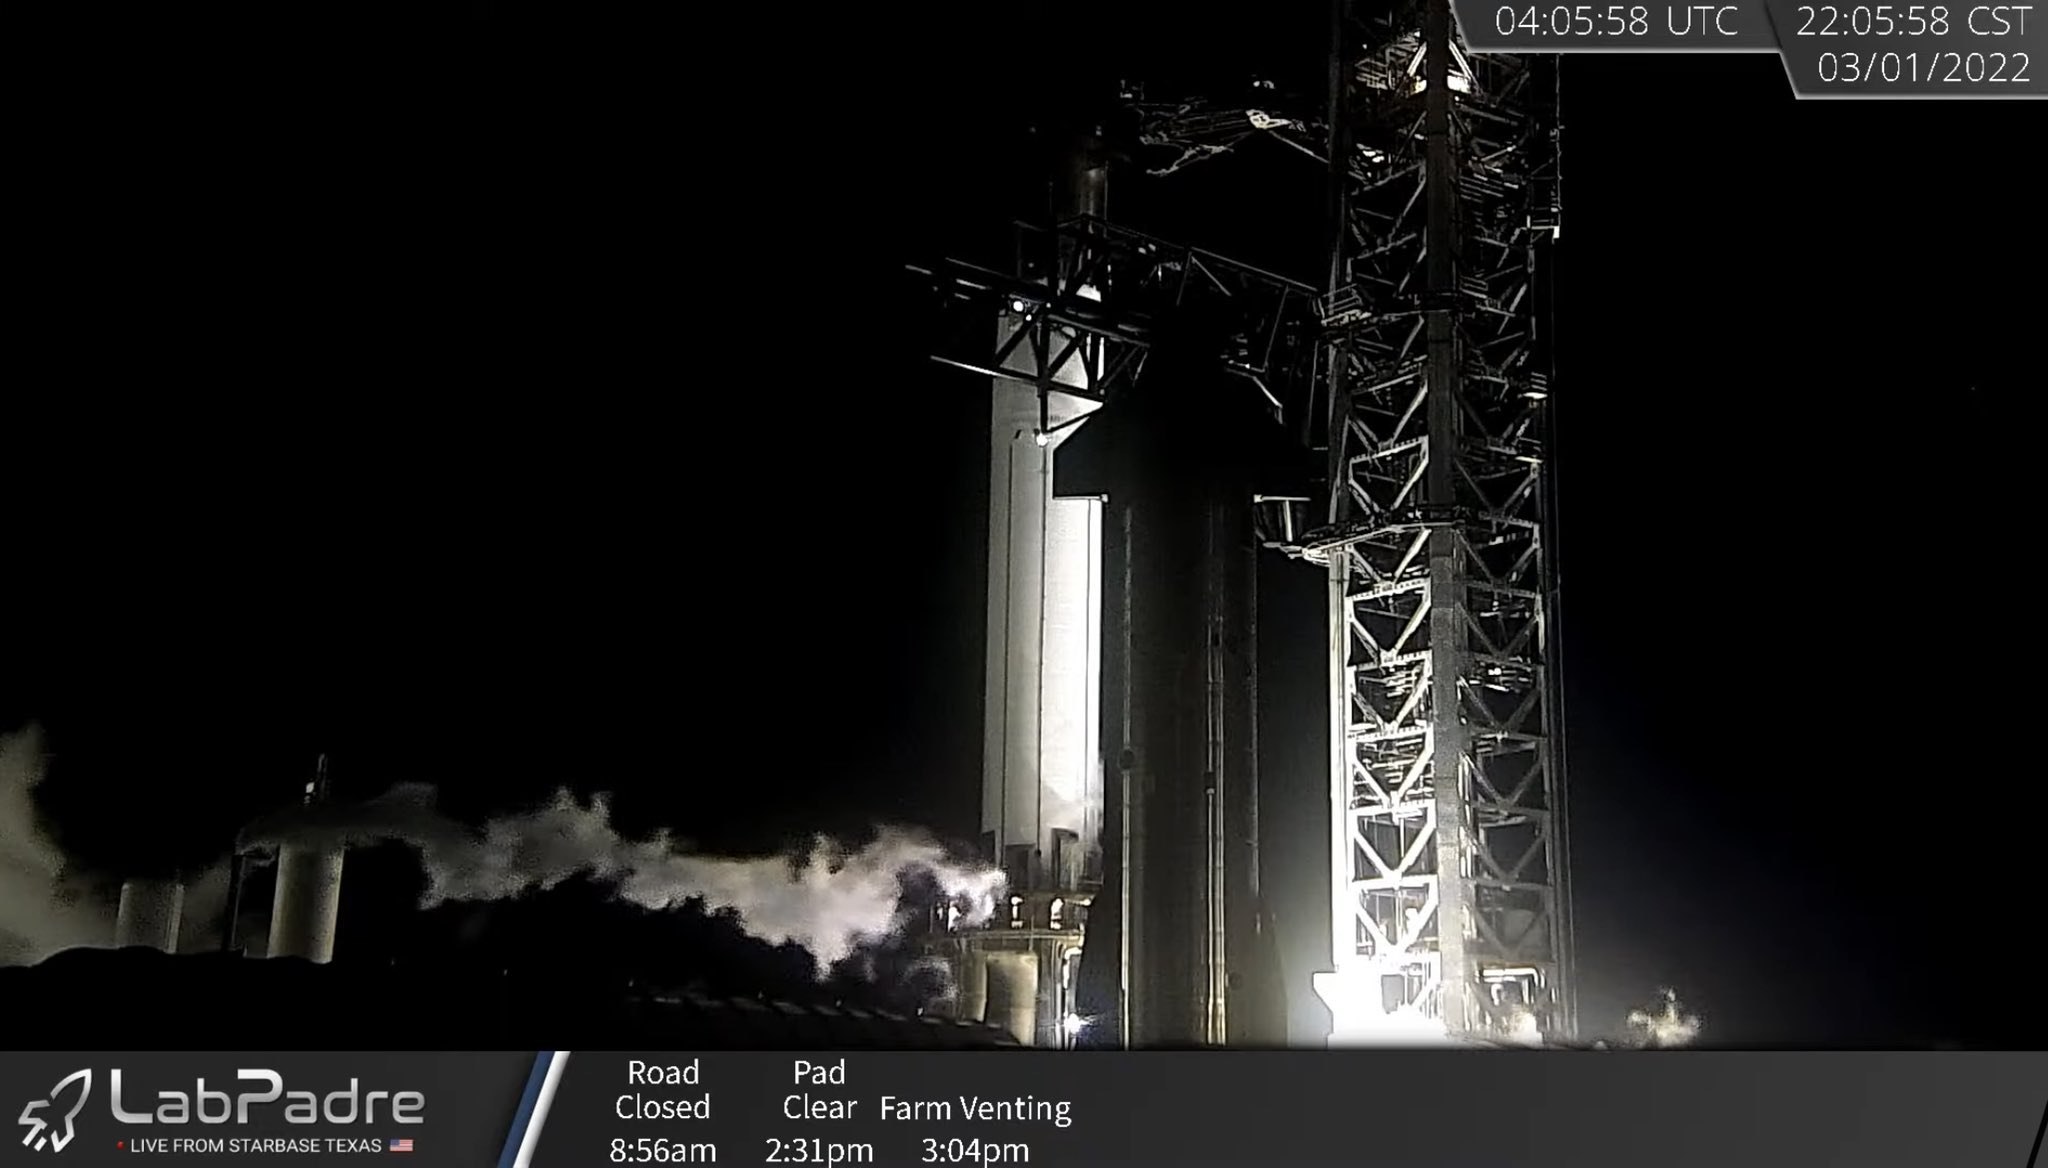 04:05:58 UTC
22:05:58 CST
03/01/2022
LabPadre
LIVE FROM STARBASE TEXAS
Road Closed
8:56am
Pad Clear
2:31pm
Farm Venting
3:04pm